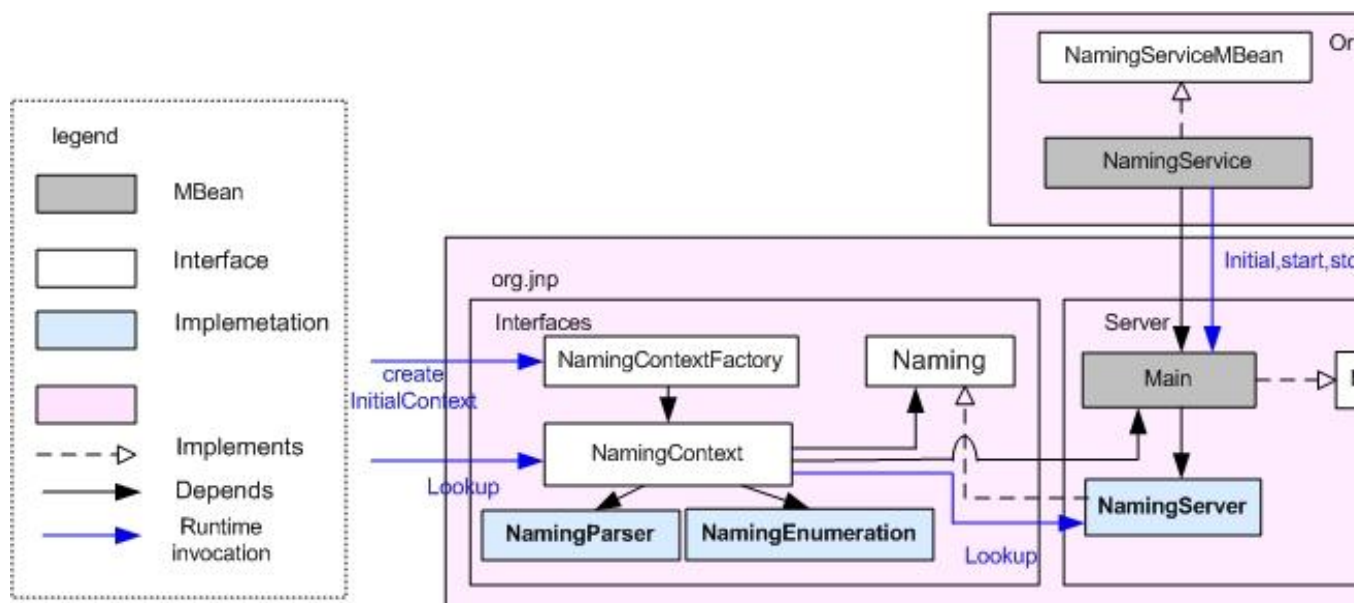 legend
MBean
Interface
Implemetation
Implements
Depends
Runtime
invocation
NamingServiceMBean
NamingService
Initial,start,sto
org.jnp
Interfaces
NamingContextFactory
Naming
create
InitialContext
NamingContext
Lookup
NamingParser
NamingEnumeration
Server
Main
NamingServer
Lookup